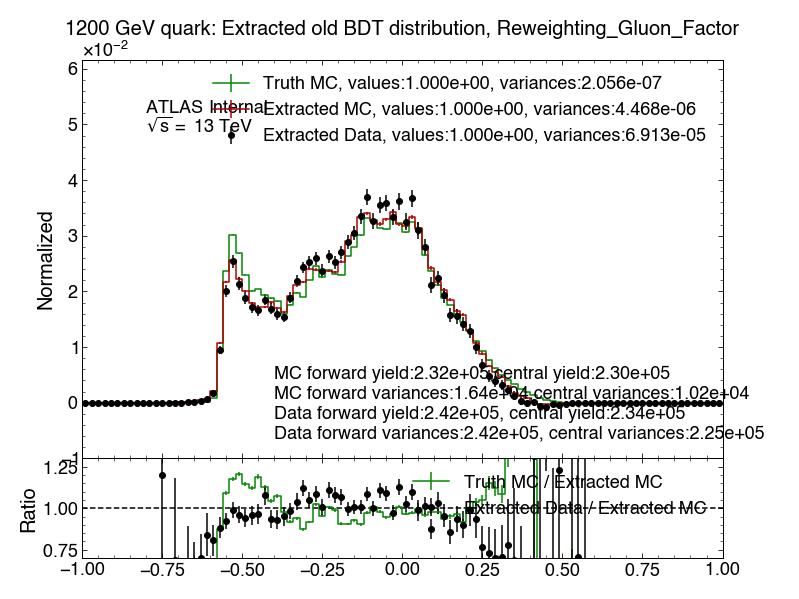 1200 GeV quark: Extracted old BDT distribution, Reweighting_Gluon_Factor
×10⁻²
Truth MC, values:1.000e+00, variances:2.056e-07
ATLAS Internal
Extracted MC, values:1.000e+00, variances:4.468e-06
√s = 13 TeV
Extracted Data, values:1.000e+00, variances:6.913e-05
6
5
4
3
2
1
0
−1
Normalized
MC forward yield:2.32e+05, central yield:2.30e+05
MC forward variances:1.64e+04, central variances:1.02e+04
Data forward yield:2.42e+05, central yield:2.34e+05
Data forward variances:2.42e+05, central variances:2.25e+05
1.25
1.00
0.75
Ratio
Truth MC / Extracted MC
Extracted Data / Extracted MC
−1.00 −0.75 −0.50 −0.25 0.00 0.25 0.50 0.75 1.00